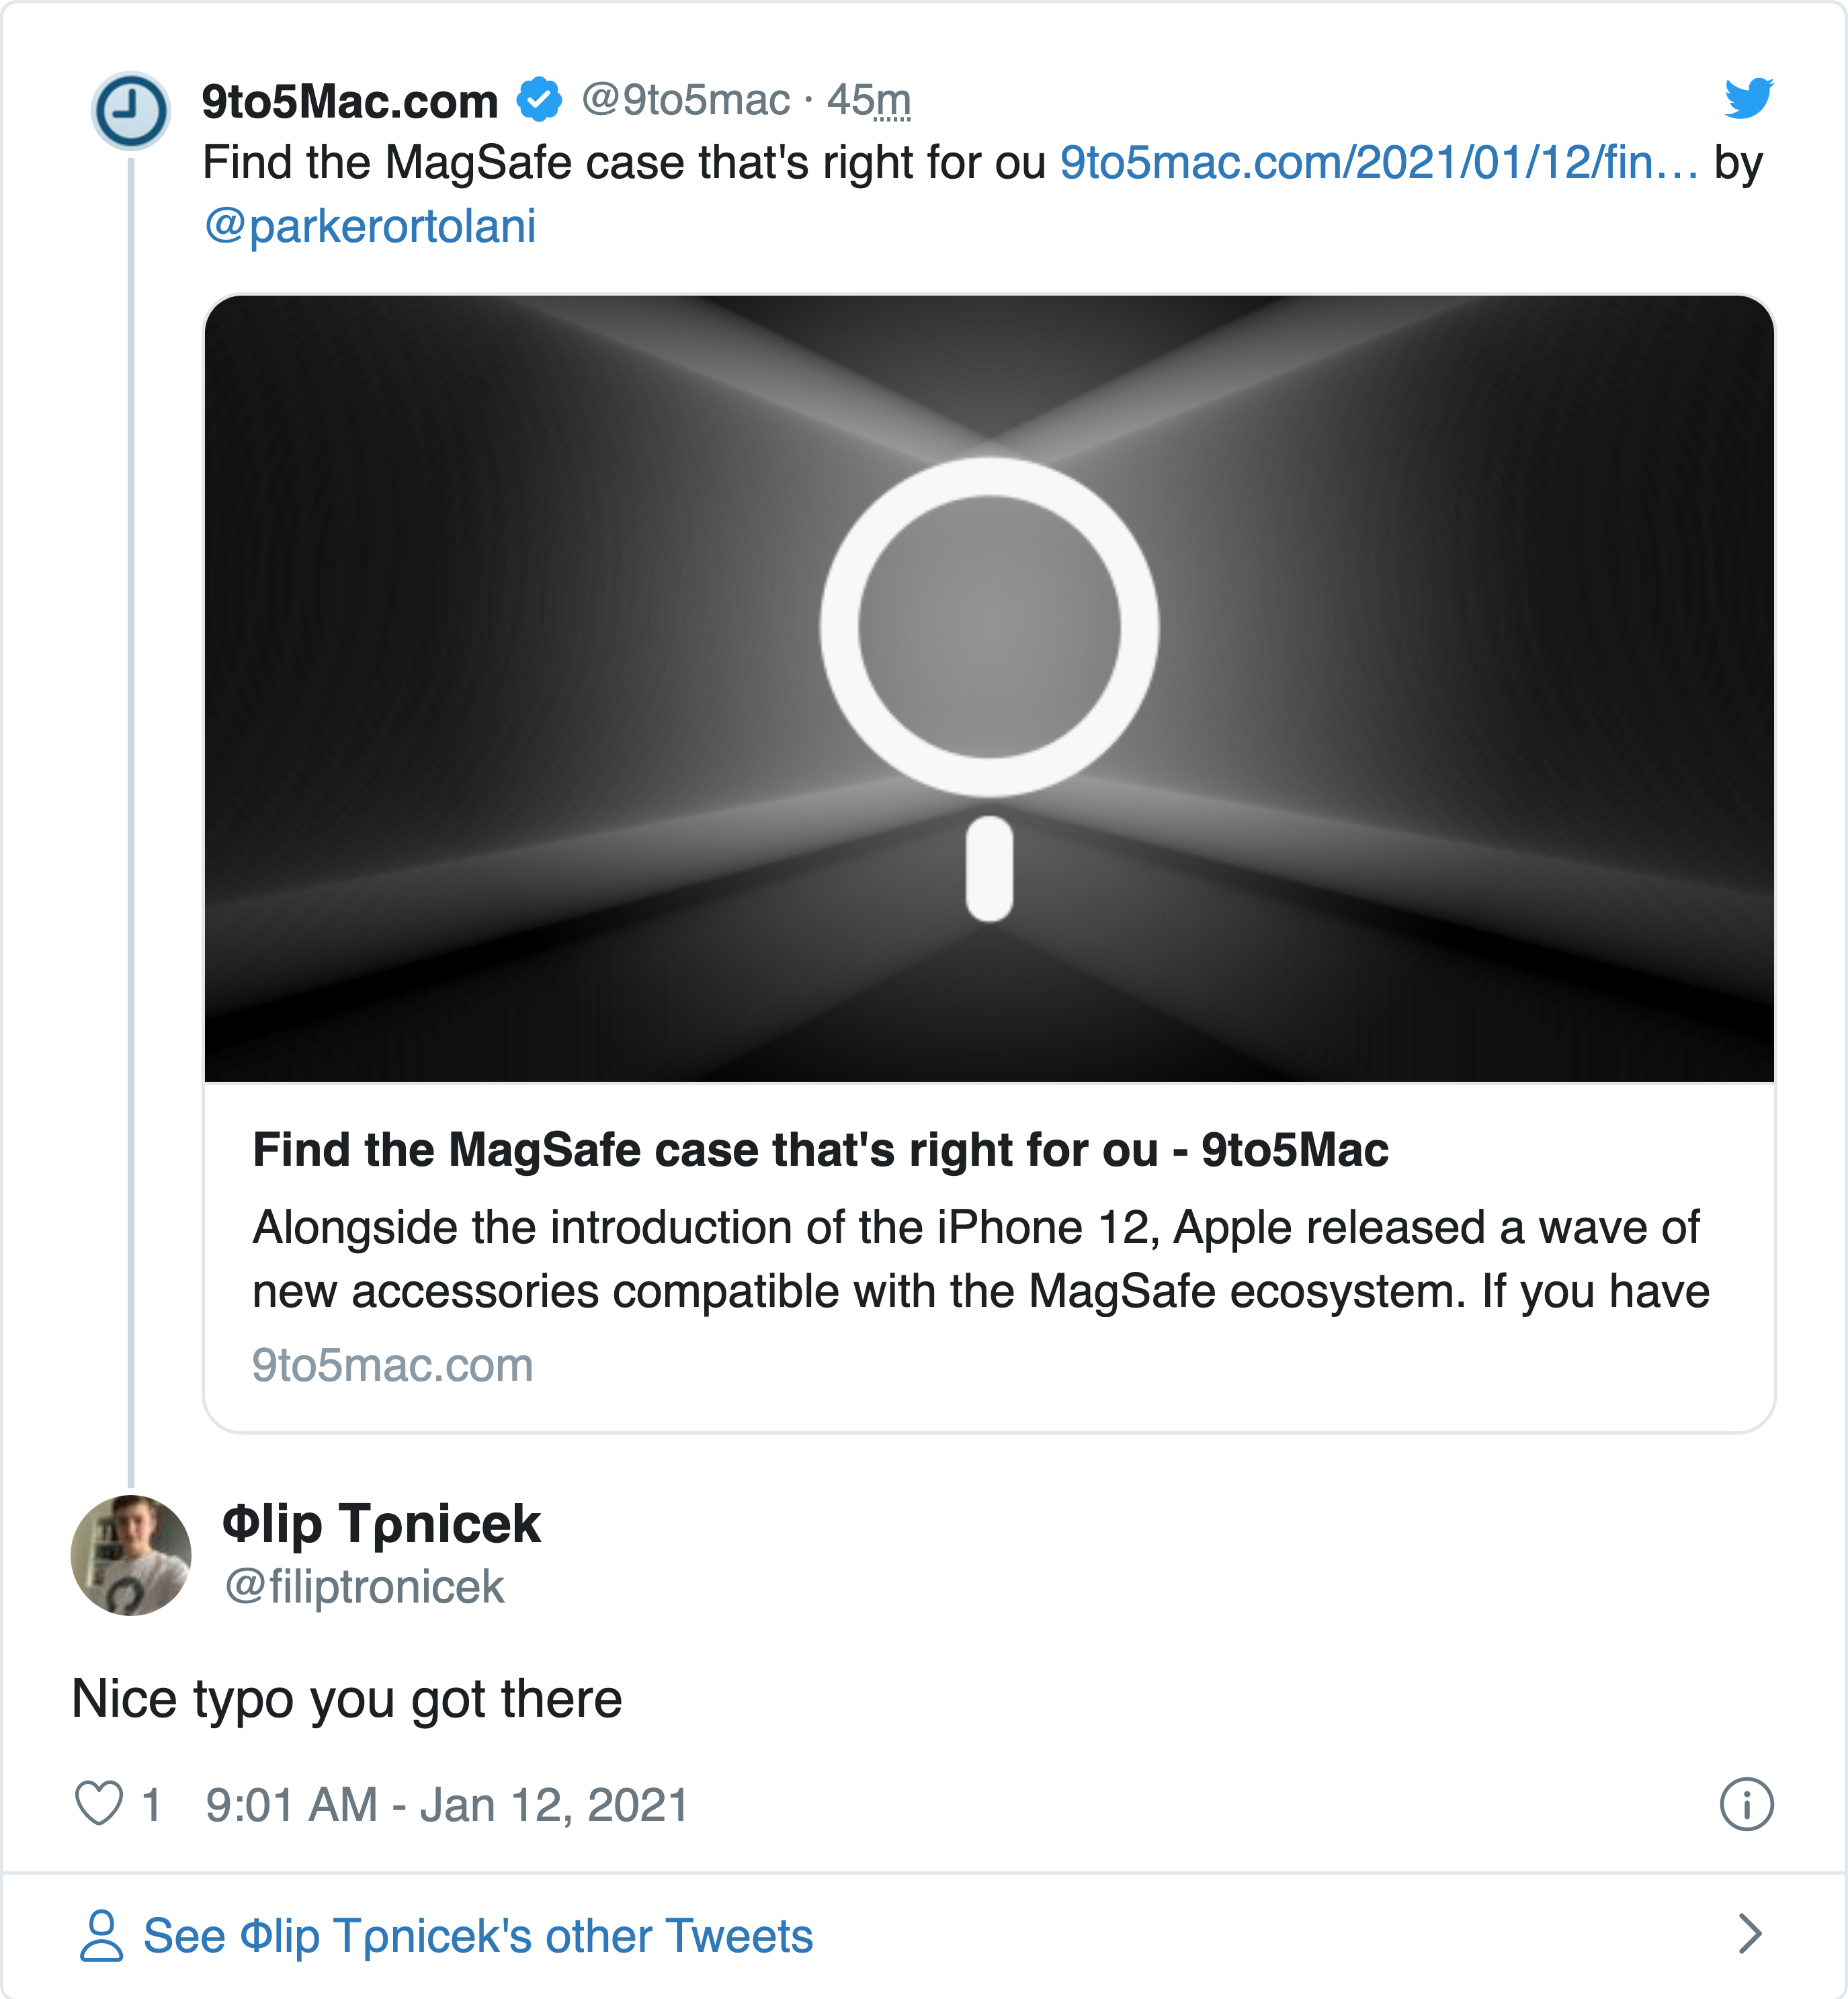 9to5Mac.com @9to5mac · 45m
Find the MagSafe case that's right for ou 9to5mac.com/2021/01/12/fin… by
@parkerortolani
Find the MagSafe case that's right for ou - 9to5Mac
Alongside the introduction of the iPhone 12, Apple released a wave of
new accessories compatible with the MagSafe ecosystem. If you have
9to5mac.com
Φlip Tρnicek
@filiptronicek
Nice typo you got there
1 9:01 AM - Jan 12, 2021
See Φlip Tρnicek's other Tweets